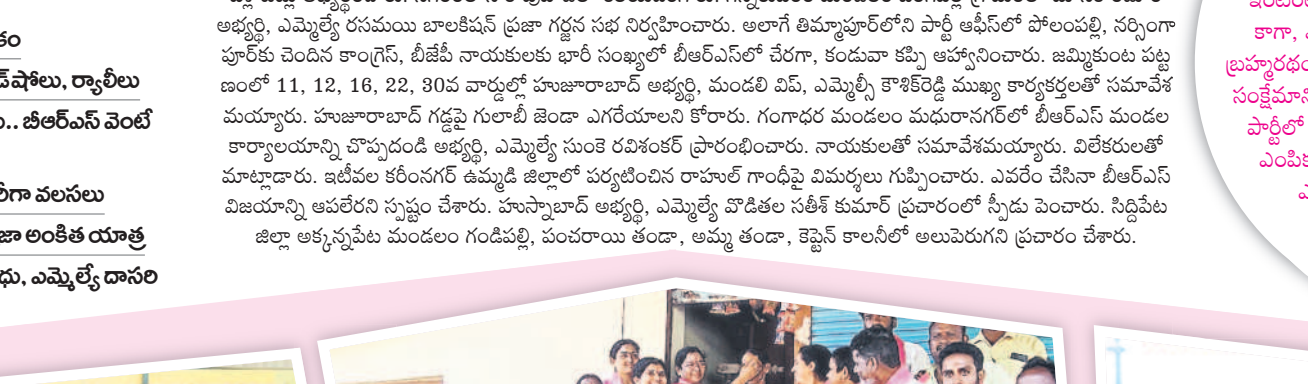 కం
డ్‌షోలు, ర్యాలీలు
.. బీఆర్ఎస్ వెంటే
రీగా వలసలు
జా అంకిత యాత్ర
ధు, ఎమ్మెల్యే దాసరి
అభ్యర్థి, ఎమ్మెల్యే రసమయి బాలకిషన్ ప్రజా గర్జన సభ నిర్వహించారు. అలాగే తిమ్మాపూర్‌లోని పార్టీ ఆఫీస్‌లో పోలంపల్లి, నర్సింగా
పూర్‌కు చెందిన కాంగ్రెస్, బీజేపీ నాయకులకు భారీ సంఖ్యలో బీఆర్ఎస్‌లో చేరగా, కండువా కప్పి ఆహ్వానించారు. జమ్మికుంట పట్ట
ణంలో 11, 12, 16, 22, 30వ వార్డుల్లో హుజూరాబాద్ అభ్యర్థి, మండలి విప్, ఎమ్మెల్సీ కౌశిక్‌రెడ్డి ముఖ్య కార్యకర్తలతో సమావేశ
మయ్యారు. హుజూరాబాద్ గడ్డపై గులాబీ జెండా ఎగరేయాలని కోరారు. గంగాధర మండలం మధురానగర్‌లో బీఆర్ఎస్ మండల
కార్యాలయాన్ని చొప్పదండి అభ్యర్థి, ఎమ్మెల్యే సుంకె రవిశంకర్ ప్రారంభించారు. నాయకులతో సమావేశమయ్యారు. విలేకరులతో
మాట్లాడారు. ఇటీవల కరీంనగర్ ఉమ్మడి జిల్లాలో పర్యటించిన రాహుల్ గాంధీపై విమర్శలు గుప్పించారు. ఎవరేం చేసినా బీఆర్ఎస్
విజయాన్ని ఆపలేరని స్పష్టం చేశారు. హుస్నాబాద్ అభ్యర్థి, ఎమ్మెల్యే వొడితల సతీశ్ కుమార్ ప్రచారంలో స్పీడు పెంచారు. సిద్దిపేట
జిల్లా అక్కన్నపేట మండలం గండిపల్లి, పంచరాయి తండా, అమ్మ తండా, కెప్టెన్ కాలనీలో అలుపెరుగని ప్రచారం చేశారు.
కాగా,
బ్రహ్మరథం
సంక్షేమాని
పార్టీలో
ఎంపిక